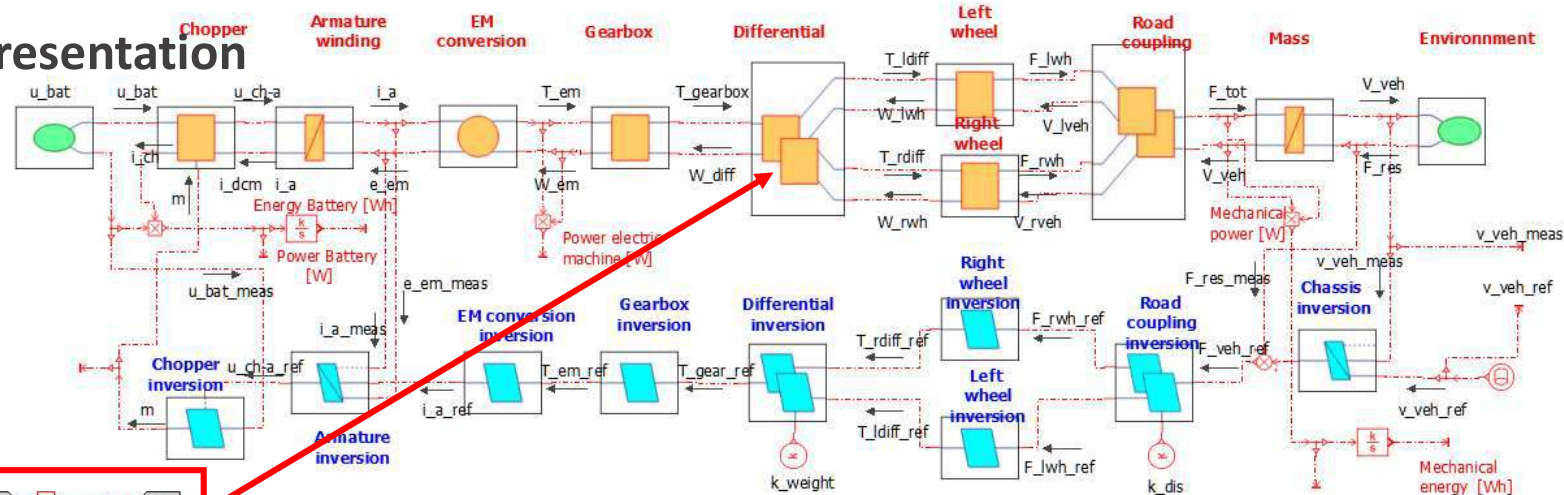 presentation
Chopper
Armature
winding
EM
conversion
Gearbox
Differential
Left
wheel
Road
coupling
Mass
Environnment
u_bat
u_bat
u_ch-a
i_a
T_em
T_gearbox
T_ldiff
F_lwh
F_tot
V_veh
W_lwh
V_lveh
Right
wheel
T_rdiff
F_rwh
i_ch
i_dcm
i_a
e_em
W_em
W_diff
W_rwh
V_rveh
V_veh
F_res
m
Energy Battery [Wh]
k
s
Power Battery
[W]
Power electric
machine [W]
Mechanical
power [W]
v_veh_meas
u_bat_meas
e_em_meas
i_a_meas
F_res_meas
v_veh_meas
v_veh_ref
Chopper
inversion
u_ch-a_ref
EM conversion
inversion
Gearbox
inversion
Differential
inversion
Right
wheel
inversion
F_rwh_ref
Road
coupling
inversion
F_veh_ref
Chassis
inversion
T_rdiff_ref
T_em_ref
T_gear_ref
i_a_ref
m
Armature
inversion
Left
wheel
inversion
T_ldiff_ref
F_lwh_ref
v_veh_ref
k
k_weight
k
k_dis
k
s
Mechanical
energy [Wh]